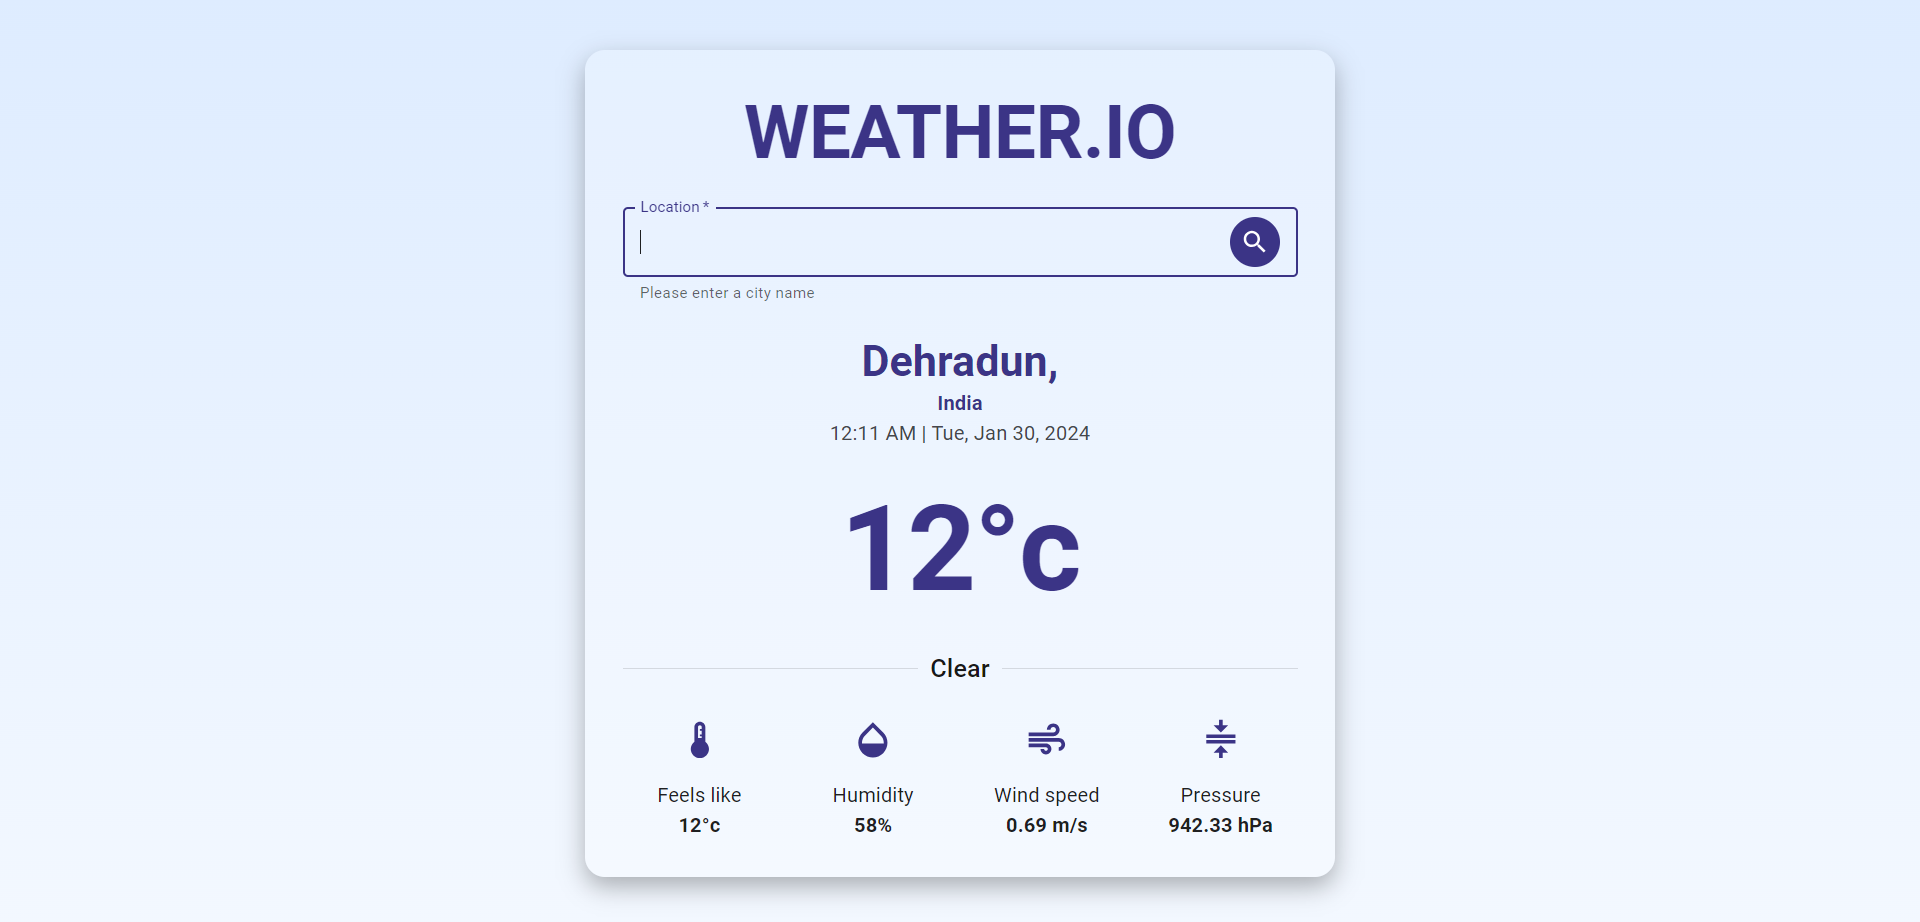 WEATHER.IO
Location *
Please enter a city name
Dehradun,
India
12:11 AM | Tue, Jan 30, 2024
12°c
Clear
Feels like Humidity Wind speed Pressure
12°c 58% 0.69 m/s 942.33 hPa